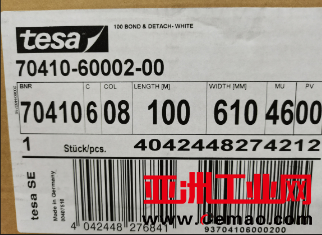 tesa
100 BOND & DETACH- WHITE
70410-60002-00
BNR C COL LENGTH [M] WIDTH [MM] MU PV
70410 6 08 100 610 46 00
1 Stück/pcs. 4042448274212
tesa SE
Made in Germany
亚洲工业网
www.demao.com
4 042448 276841
93704106000200